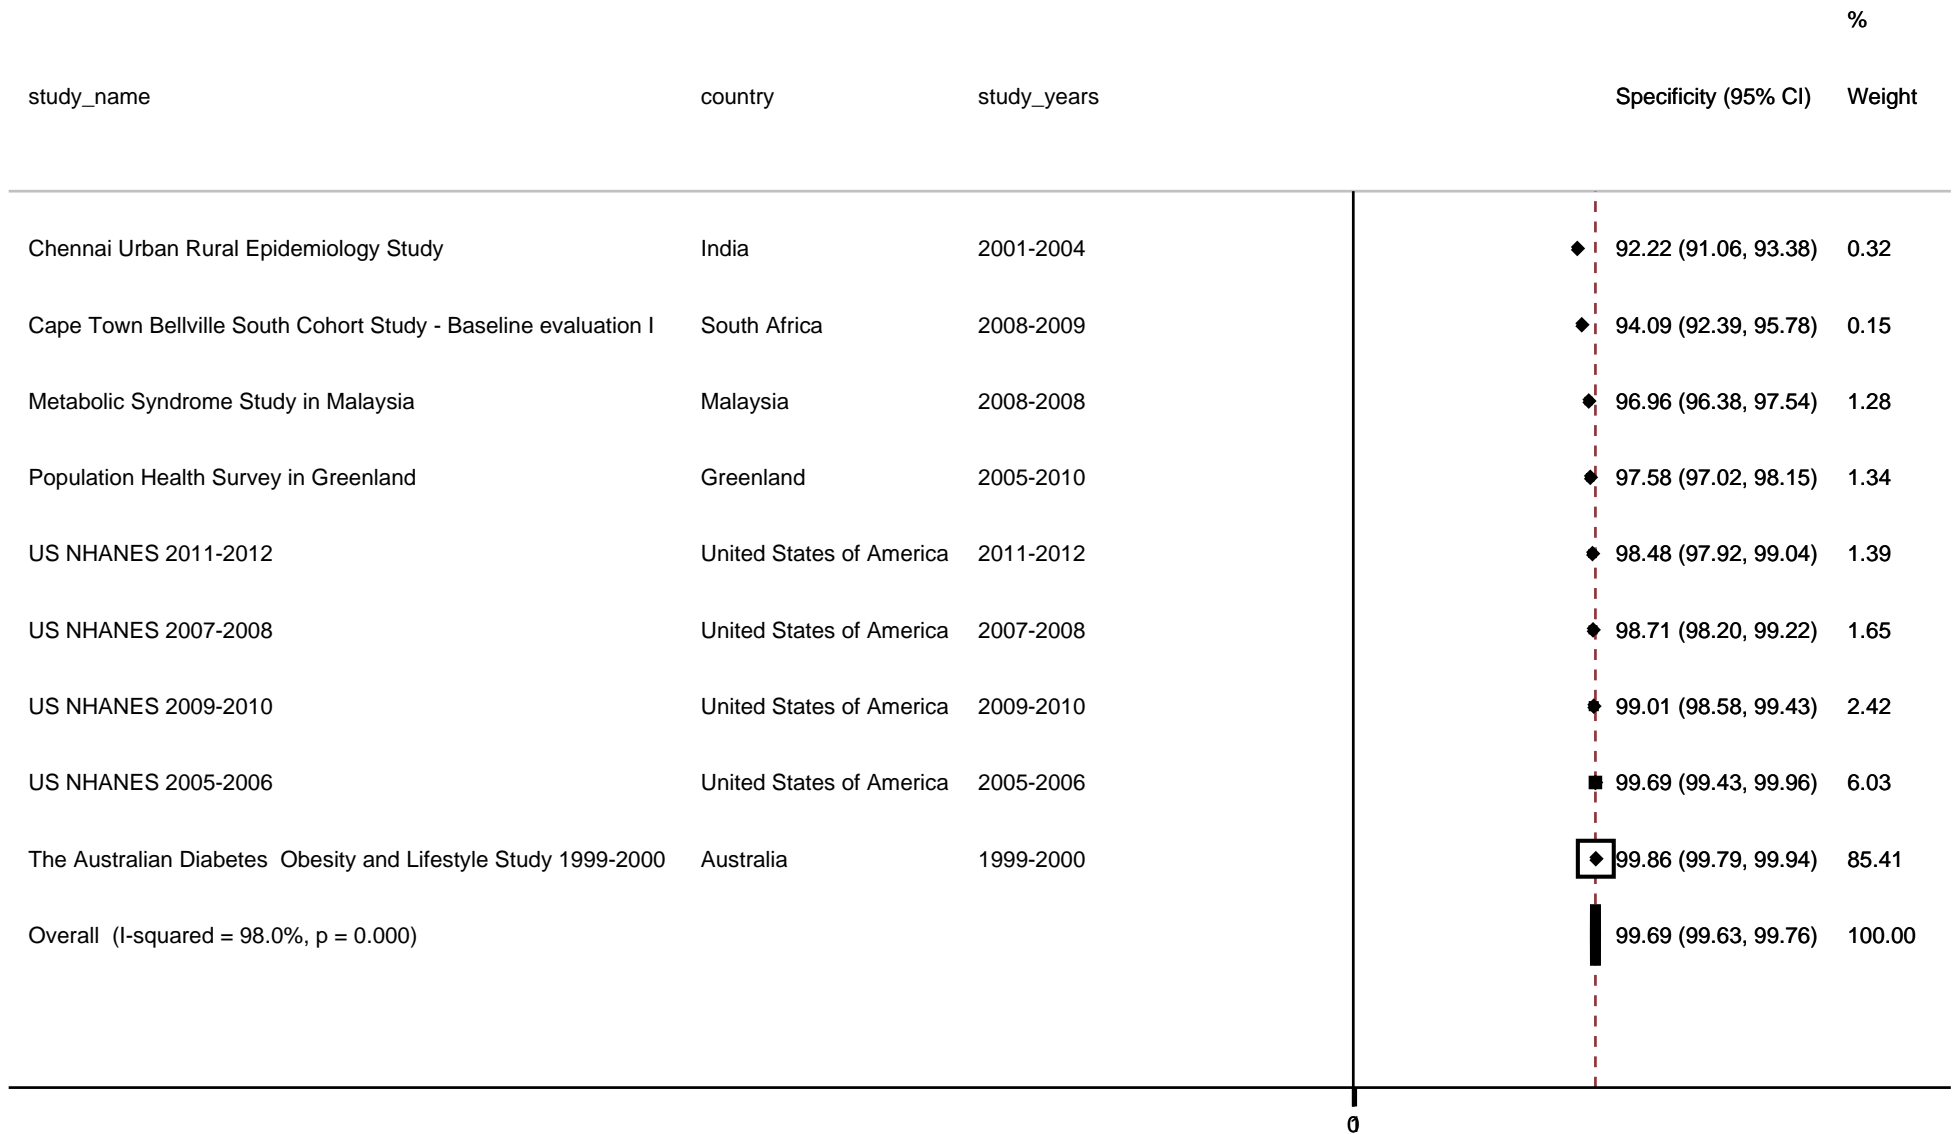 %
study_name country study_years Specificity (95% CI) Weight
Chennai Urban Rural Epidemiology Study India 2001-2004 92.22 (91.06, 93.38) 0.32
Cape Town Bellville South Cohort Study - Baseline evaluation I South Africa 2008-2009 94.09 (92.39, 95.78) 0.15
Metabolic Syndrome Study in Malaysia Malaysia 2008-2008 96.96 (96.38, 97.54) 1.28
Population Health Survey in Greenland Greenland 2005-2010 97.58 (97.02, 98.15) 1.34
US NHANES 2011-2012 United States of America 2011-2012 98.48 (97.92, 99.04) 1.39
US NHANES 2007-2008 United States of America 2007-2008 98.71 (98.20, 99.22) 1.65
US NHANES 2009-2010 United States of America 2009-2010 99.01 (98.58, 99.43) 2.42
US NHANES 2005-2006 United States of America 2005-2006 99.69 (99.43, 99.96) 6.03
The Australian Diabetes  Obesity and Lifestyle Study 1999-2000 Australia 1999-2000 99.86 (99.79, 99.94) 85.41
Overall  (I-squared = 98.0%, p = 0.000) 99.69 (99.63, 99.76) 100.00